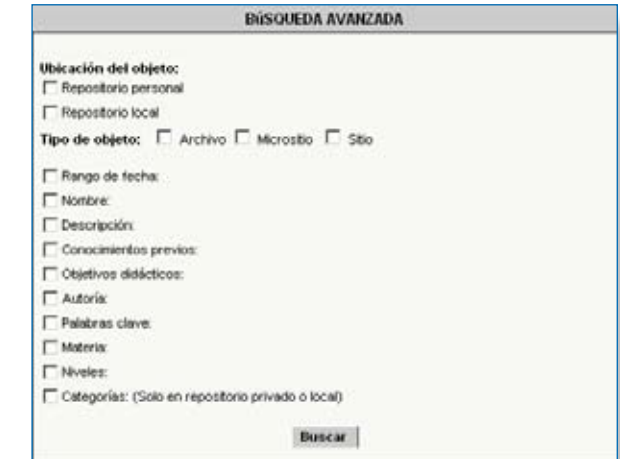 BúSQUEDA AVANZADA
Ubicación del objeto:
Repositorio personal
Repositorio local
Tipo de objeto: Archivo Micrositio Sitio
Rango de fecha:
Nombre:
Descripción:
Conocimientos previos:
Objetivos didácticos:
Autoría:
Palabras clave:
Materia:
Niveles:
Categorías: (Solo en repositorio privado o local)
Buscar